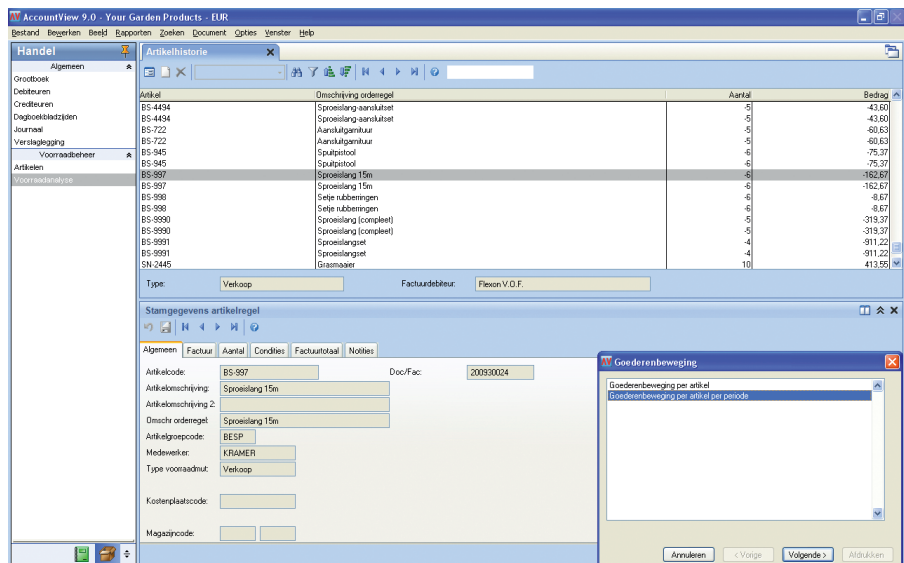 AccountView 9.0 - Your Garden Products - EUR
Bestand Bewerken Beeld Rapporten Zoeken Document Opties Venster Help
Handel
Algemeen
Grootboek
Debiteuren
Crediteuren
Dagboekbladzijden
Journaal
Verslaglegging
Voorraadbeheer
Artikelen
Voorraadanalyse
Artikelhistorie
Artikel Omschrijving orderregel Aantal Bedrag
BS-4494 Sproeislang-aansluitset -5 -43,60
BS-4494 Sproeislang-aansluitset -5 -43,60
BS-722 Aansluitgarnituur -5 -60,63
BS-722 Aansluitgarnituur -5 -60,63
BS-945 Spuitpistool -6 -75,37
BS-945 Spuitpistool -6 -75,37
BS-997 Sproeislang 15m -6 -162,67
BS-997 Sproeislang 15m -6 -162,67
BS-998 Setje rubberringen -6 -8,67
BS-998 Setje rubberringen -6 -8,67
BS-9990 Sproeislang (compleet) -5 -319,37
BS-9990 Sproeislang (compleet) -5 -319,37
BS-9991 Sproeislangset -4 -911,22
BS-9991 Sproeislangset -4 -911,22
SN-2445 Grasmaaier 10 413,55
Type: Verkoop Factuurdebiteur: Flexon V.O.F.
Stamgegevens artikelregel
Algemeen Factuur Aantal Condities Factuurtotaal Notities
Artikelcode: BS-997 Doc/Fac: 200930024
Artikelomschrijving: Sproeislang 15m
Artikelomschrijving 2:
Omschr orderregel: Sproeislang 15m
Artikelgroepcode: BESP
Medewerker: KRAMER
Type voorraadmut: Verkoop
Kostenplaatscode:
Magazijncode:
Goederenbeweging
Goederenbeweging per artikel
Goederenbeweging per artikel per periode
Annuleren < Vorige Volgende > Afdrukken